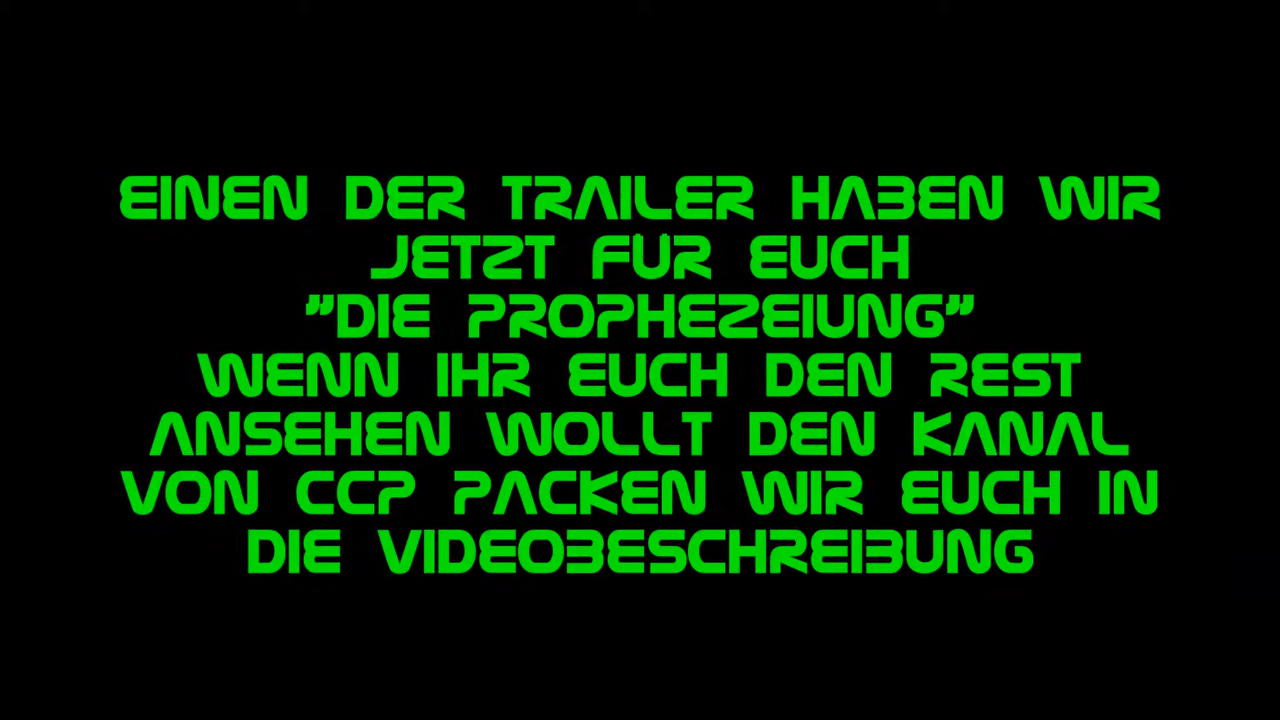 EINEN DER TRAILER HABEN WIR
JETZT FÜR EUCH
"DIE PROPHEZEIUNG"
WENN IHR EUCH DEN REST
ANSEHEN WOLLT DEN KANAL
VON CCP PACKEN WIR EUCH IN
DIE VIDEOBESCHREIBUNG